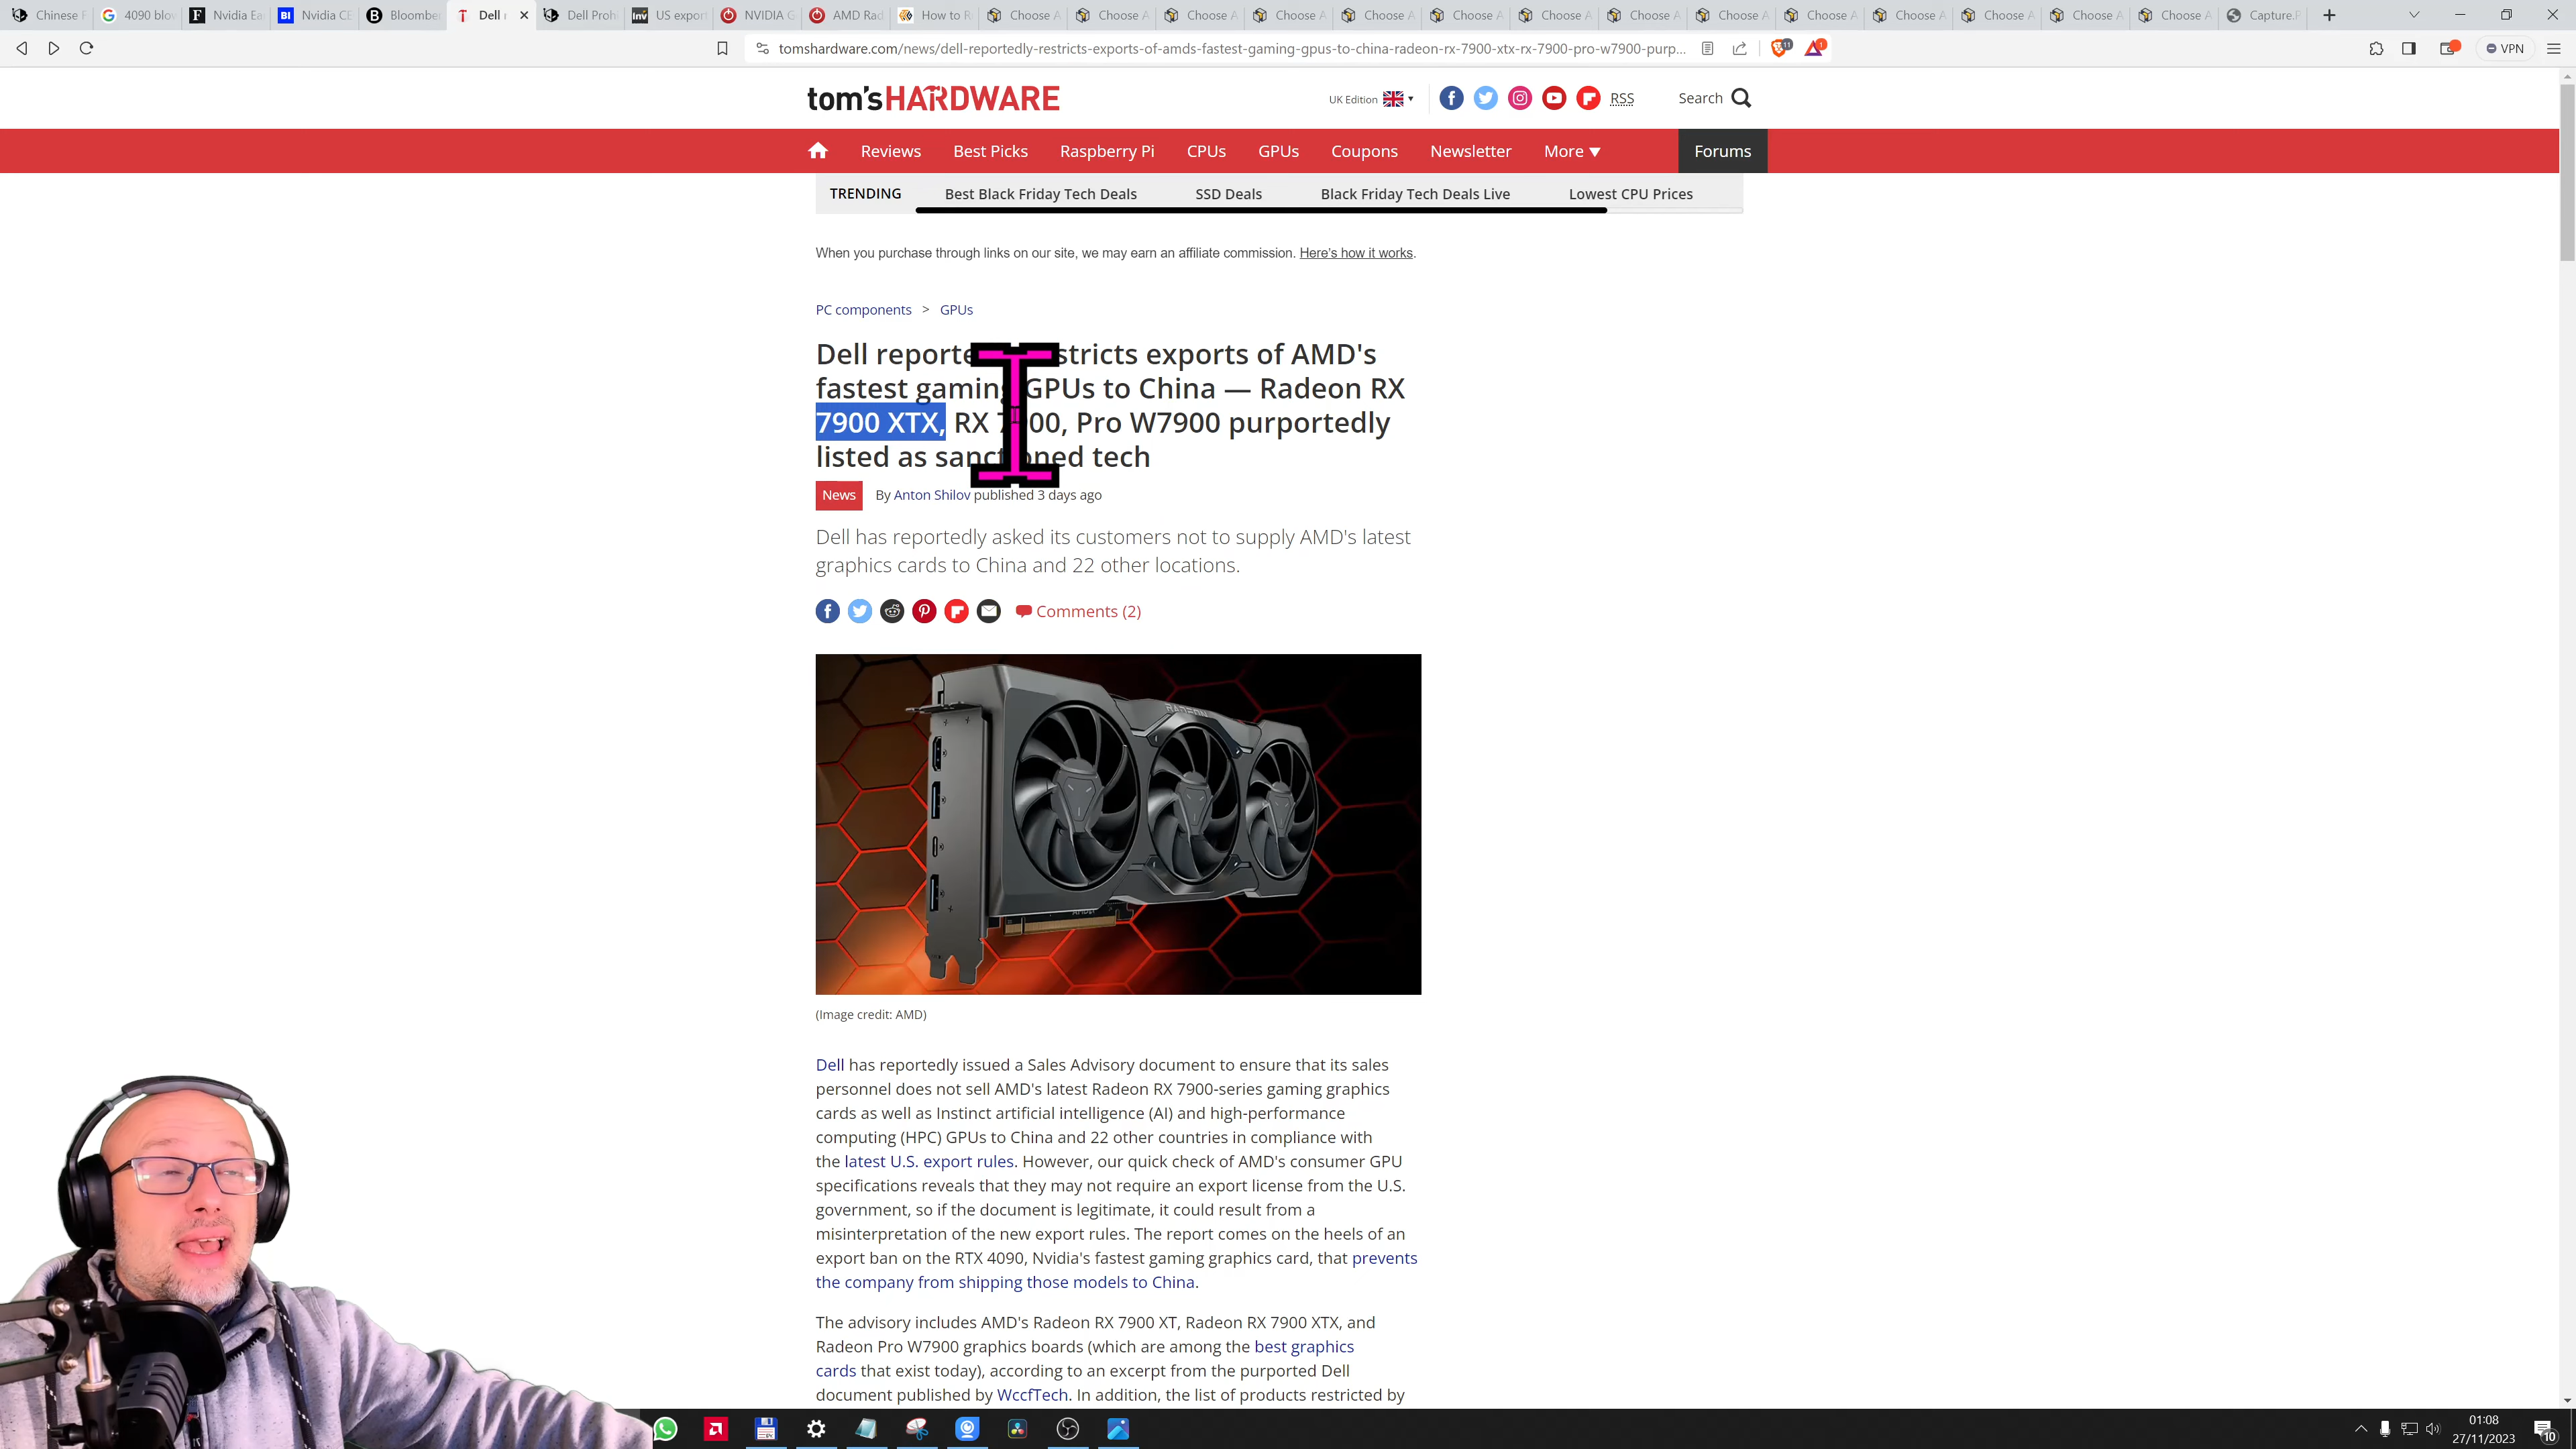 Chinese F
4090 blov
Nvidia Ea
Nvidia CE
Bloomber
Dell r
Dell Prohi
US export
NVIDIA G
AMD Rad
How to R
Choose A
Choose A
Choose A
Choose A
Choose A
Choose A
Choose A
Choose A
Choose A
Choose A
Choose A
Choose A
Choose A
Choose A
Capture.P
tomshardware.com/news/dell-reportedly-restricts-exports-of-amds-fastest-gaming-gpus-to-china-radeon-rx-7900-xtx-rx-7900-pro-w7900-purp...
11
1
VPN
tom'sHARDWARE
UK Edition
RSS
Search
Reviews
Best Picks
Raspberry Pi
CPUs
GPUs
Coupons
Newsletter
More ▼
Forums
TRENDING
Best Black Friday Tech Deals
SSD Deals
Black Friday Tech Deals Live
Lowest CPU Prices
When you purchase through links on our site, we may earn an affiliate commission. Here's how it works.
PC components > GPUs
Dell reporte stricts exports of AMD's
fastest gaming GPUs to China — Radeon RX
7900 XTX, RX 7900, Pro W7900 purportedly
listed as sanctioned tech
News
By Anton Shilov published 3 days ago
Dell has reportedly asked its customers not to supply AMD's latest
graphics cards to China and 22 other locations.
Comments (2)
RADEON
AMD
(Image credit: AMD)
Dell has reportedly issued a Sales Advisory document to ensure that its sales
personnel does not sell AMD's latest Radeon RX 7900-series gaming graphics
cards as well as Instinct artificial intelligence (AI) and high-performance
computing (HPC) GPUs to China and 22 other countries in compliance with
the latest U.S. export rules. However, our quick check of AMD's consumer GPU
specifications reveals that they may not require an export license from the U.S.
government, so if the document is legitimate, it could result from a
misinterpretation of the new export rules. The report comes on the heels of an
export ban on the RTX 4090, Nvidia's fastest gaming graphics card, that prevents
the company from shipping those models to China.
The advisory includes AMD's Radeon RX 7900 XT, Radeon RX 7900 XTX, and
Radeon Pro W7900 graphics boards (which are among the best graphics
cards that exist today), according to an excerpt from the purported Dell
document published by WccfTech. In addition, the list of products restricted by
01:08
27/11/2023
10